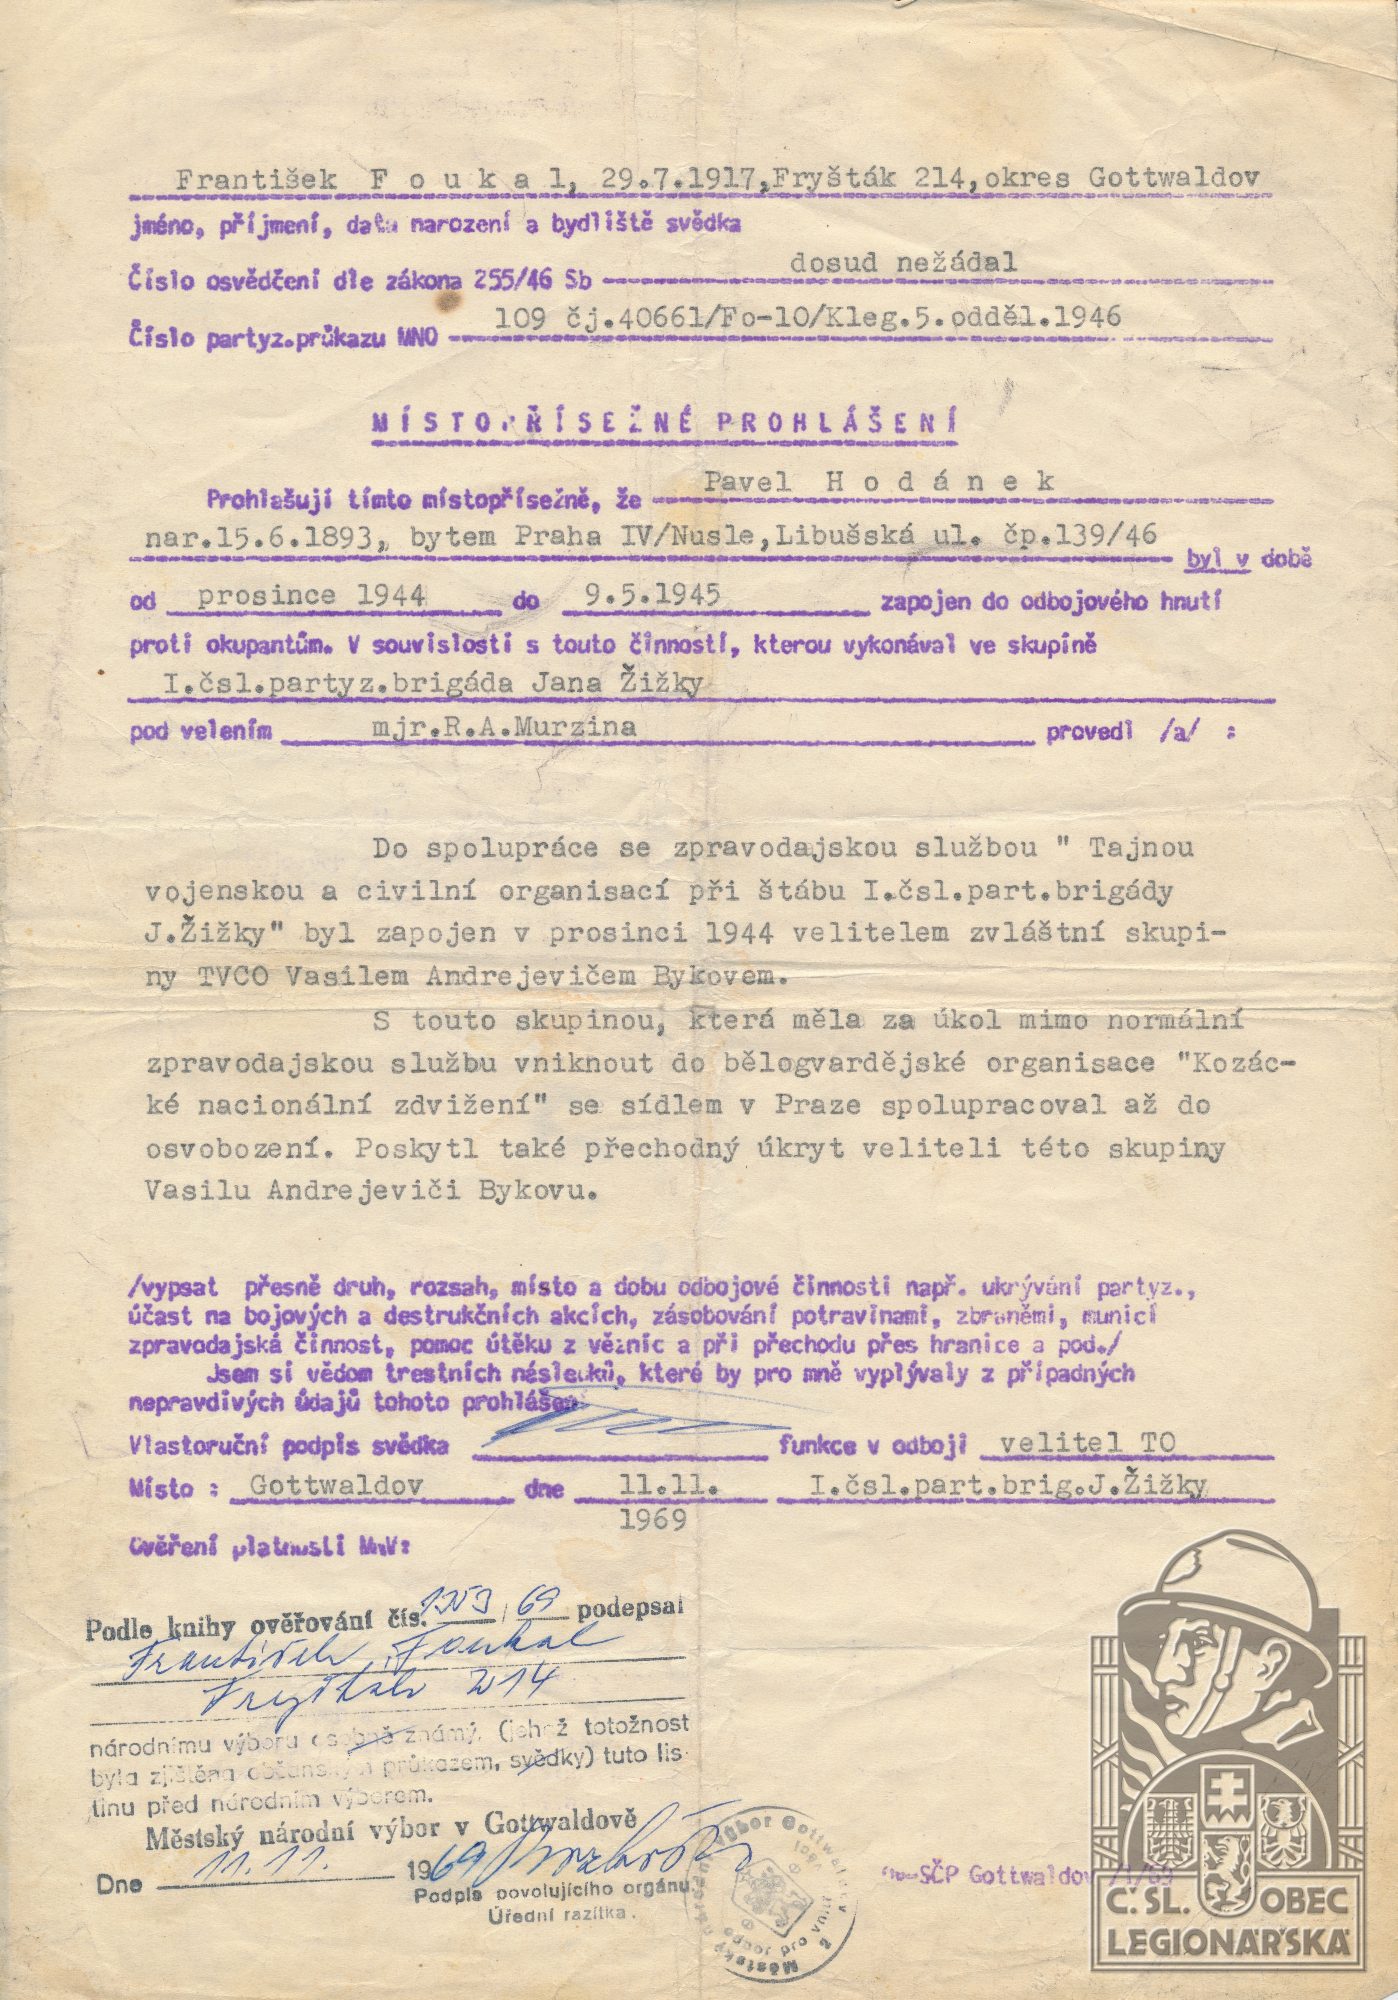 František F o u k a l, 29.7.1917, Fryšták 214, okres Gottwaldov
jméno, příjmení, data narození a bydliště svědka
dosud nežádal
Číslo osvědčení dle zákona 255/46 Sb
109 čj.40661/Fo-10/Kleg.5.odděl.1946
Číslo partyz.průkazu MNO
MÍSTOPŘÍSEŽNÉ PROHLÁŠENÍ
Pavel H o d á n e k
Prohlašují tímto místopřísežně, že
nar.15.6.1893, bytem Praha IV/Nusle, Libušská ul. čp.139/46
byl v době
od prosince 1944 do 9.5.1945 zapojen do odbojového hnutí
proti okupantům. V souvislosti s touto činností, kterou vykonával ve skupině
I.čsl.partyz.brigáda Jana Žižky
pod velením mjr.R.A.Murzina provedl /a/ :
Do spolupráce se zpravodajskou službou " Tajnou
vojenskou a civilní organisací při štábu I.čsl.part.brigády
J.Žižky" byl zapojen v prosinci 1944 velitelem zvláštní skupi-
ny TVCO Vasilem Andrejevičem Bykovem.
S touto skupinou, která měla za úkol mimo normální
zpravodajskou službu vniknout do bělogvardějské organisace "Kozác-
ké nacionální zdvižení" se sídlem v Praze spolupracoval až do
osvobození. Poskytl také přechodný úkryt veliteli této skupiny
Vasilu Andrejeviči Bykovu.
/vypsat přesně druh, rozsah, místo a dobu odbojové činnosti např. ukrývání partyz.,
účast na bojových a destrukčních akcích, zásobování potravinami, zbraněmi, municí
zpravodajská činnost, pomoc útěku z věznic a při přechodu přes hranice a pod./
Jsem si vědom trestních následků, které by pro mně vyplývaly z případných
nepravdivých údajů tohoto prohlášen
Vlastoruční podpis svědka funkce v odboji velitel TO
Místo : Gottwaldov dne 11.11. I.čsl.part.brig.J.Žižky
1969
Ověření platnosti MNV:
Podle knihy ověřování čís. / 69 podepsal
František Foukal
Fryšták 214
národnímu výboru osobně známý, (jehož totožnost
byla zjištěna občanským průkazem, svědky) tuto lis-
tinu před národním výborem.
Městský národní výbor v Gottwaldově
Dne 11.11. 1969
Podpis povolujícího orgánu.
Úřední razítka.
SČP Gottwaldov /1/69
Č. SL. OBEC
LEGIONÁŘSKÁ